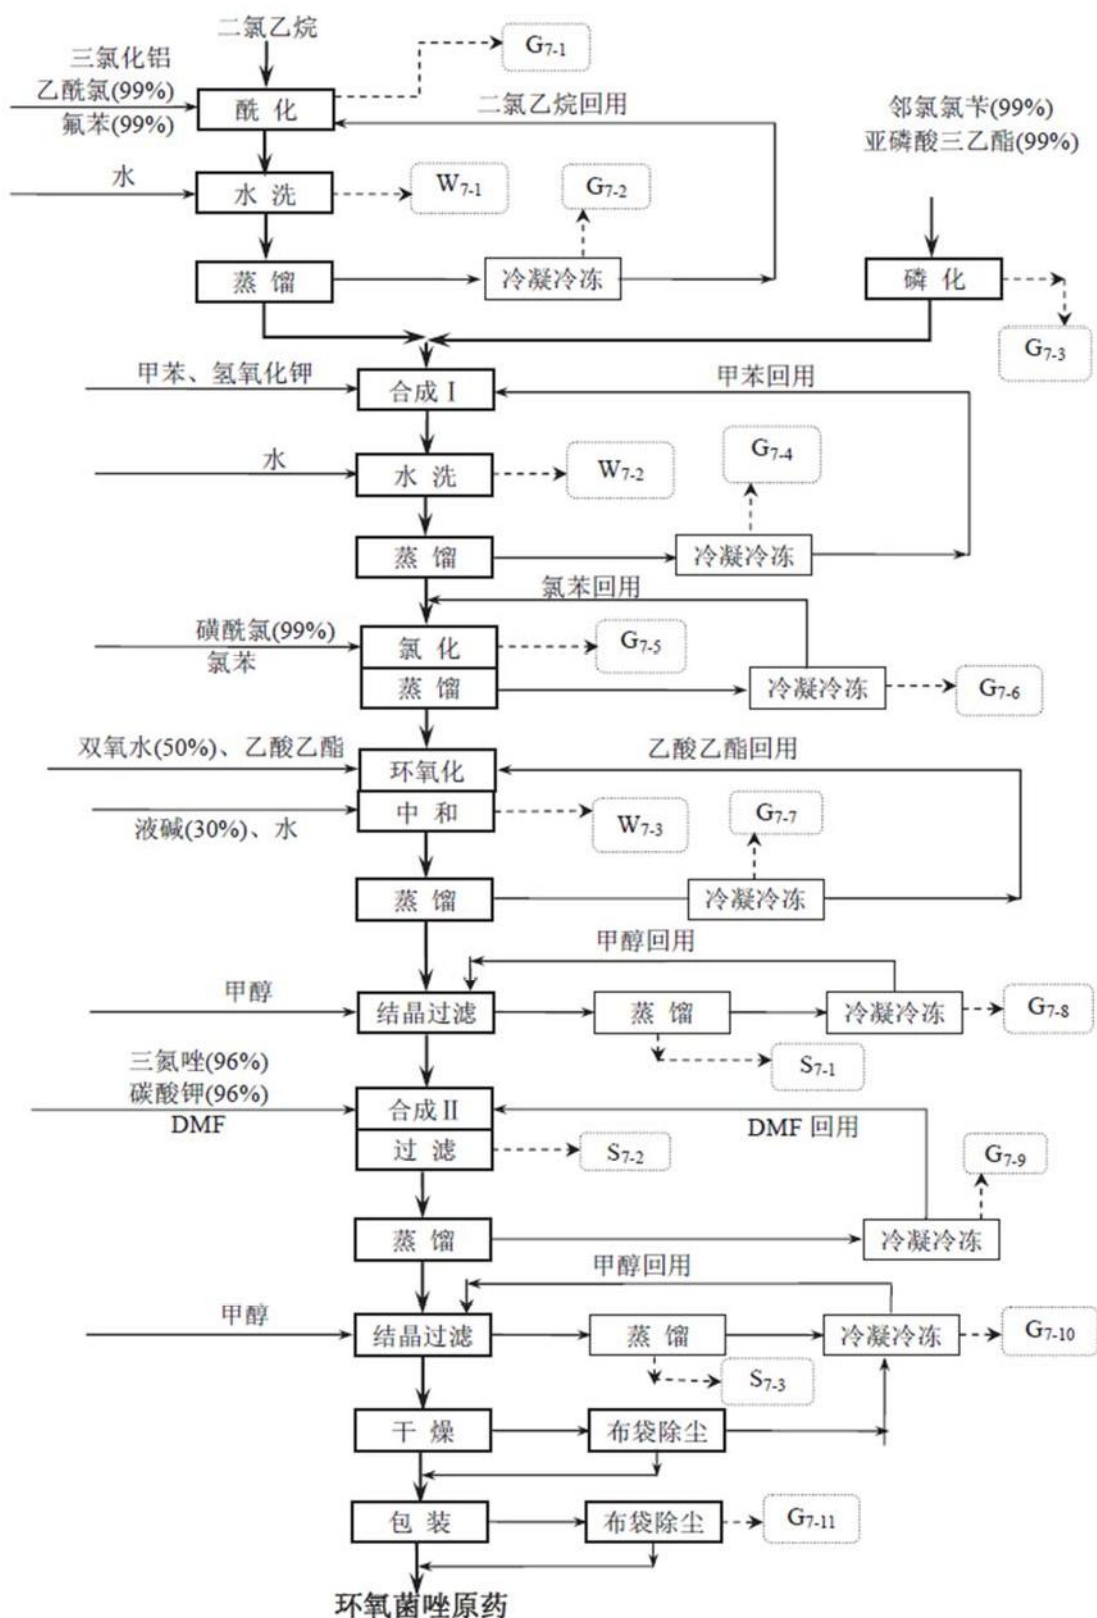 二氯乙烷
G7-1
三氯化铝
乙酰氯(99%)
氟苯(99%)
酰化
二氯乙烷回用
邻氯氯苄(99%)
亚磷酸三乙酯(99%)
水
水洗
W7-1
G7-2
蒸馏
冷凝冷冻
磷化
G7-3
甲苯、氢氧化钾
合成Ⅰ
甲苯回用
水
水洗
W7-2
G7-4
蒸馏
冷凝冷冻
氯苯回用
磺酰氯(99%)
氯苯
氯化
G7-5
蒸馏
冷凝冷冻
G7-6
双氧水(50%)、乙酸乙酯
环氧化
乙酸乙酯回用
液碱(30%)、水
中和
W7-3
G7-7
蒸馏
冷凝冷冻
甲醇回用
甲醇
结晶过滤
蒸馏
冷凝冷冻
G7-8
S7-1
三氮唑(96%)
碳酸钾(96%)
DMF
合成Ⅱ
DMF 回用
过滤
S7-2
G7-9
蒸馏
冷凝冷冻
甲醇回用
甲醇
结晶过滤
蒸馏
冷凝冷冻
G7-10
S7-3
干燥
布袋除尘
包装
布袋除尘
G7-11
环氧菌唑原药